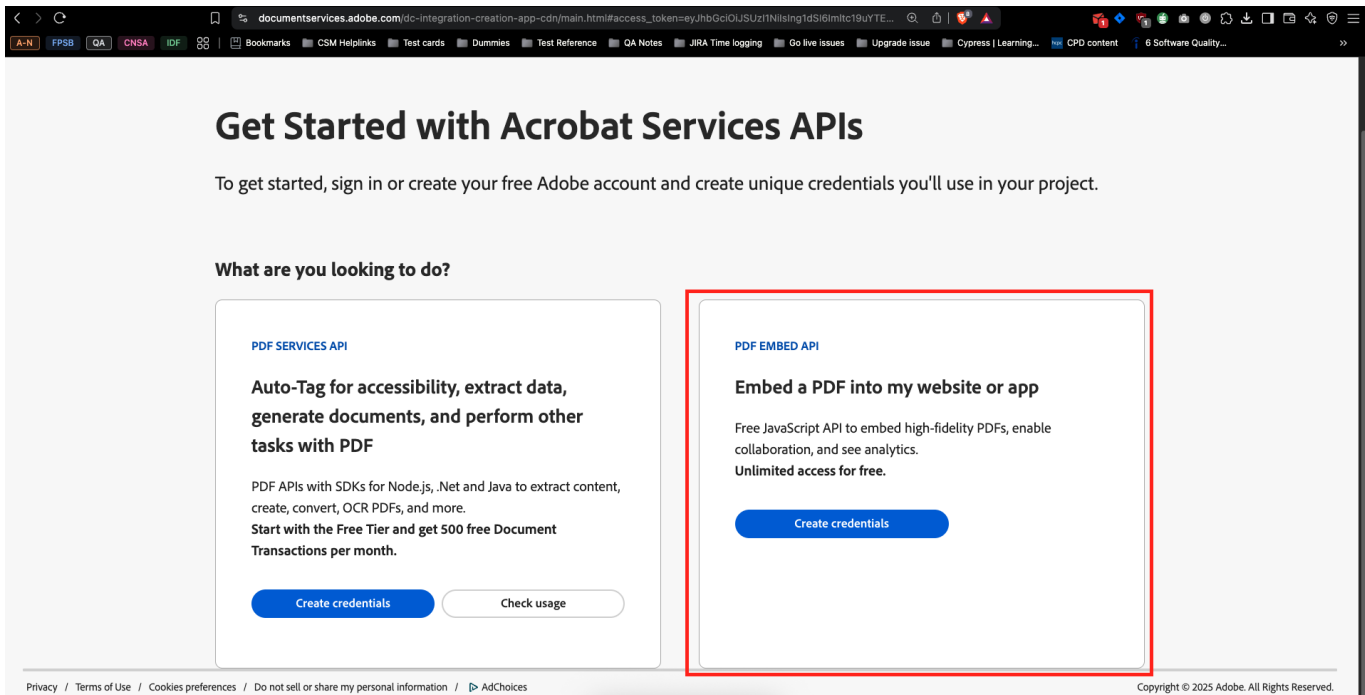 documentservices.adobe.com/dc-integration-creation-app-cdn/main.html#access_token=eyJhbGciOiJSUzI1NiIsIng1dSI6ImItc19uYTE...
A-N FPSB QA CNSA IDF Bookmarks CSM Helplinks Test cards Dummies Test Reference QA Notes JIRA Time logging Go live issues Upgrade issue Cypress | Learning... CPD content 6 Software Quality... »
Get Started with Acrobat Services APIs
To get started, sign in or create your free Adobe account and create unique credentials you'll use in your project.
What are you looking to do?
PDF SERVICES API
Auto-Tag for accessibility, extract data,
generate documents, and perform other
tasks with PDF
PDF APIs with SDKs for Node.js, .Net and Java to extract content,
create, convert, OCR PDFs, and more.
Start with the Free Tier and get 500 free Document
Transactions per month.
Create credentials Check usage
PDF EMBED API
Embed a PDF into my website or app
Free JavaScript API to embed high-fidelity PDFs, enable
collaboration, and see analytics.
Unlimited access for free.
Create credentials
Privacy / Terms of Use / Cookies preferences / Do not sell or share my personal information / AdChoices
Copyright © 2025 Adobe. All Rights Reserved.